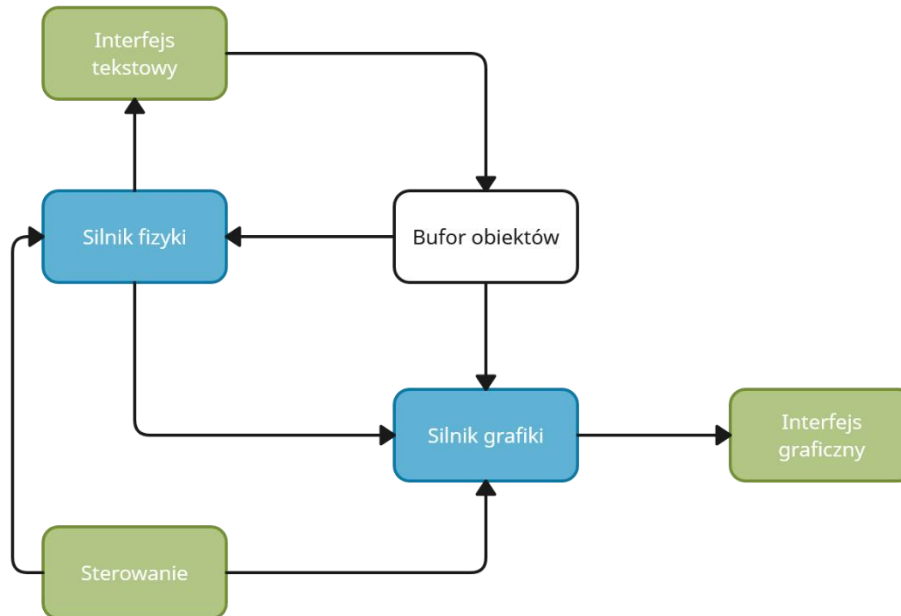 Interfejs
tekstowy
Silnik fizyki
Bufor obiektów
Silnik grafiki
Interfejs
graficzny
Sterowanie